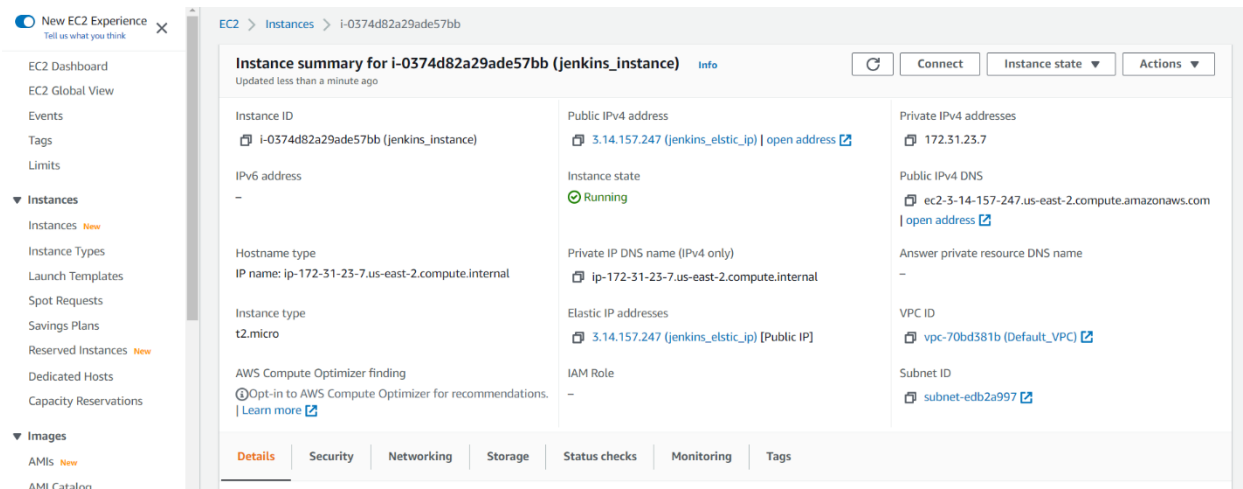 New EC2 Experience
Tell us what you think
EC2 Dashboard
EC2 Global View
Events
Tags
Limits
Instances
Instances New
Instance Types
Launch Templates
Spot Requests
Savings Plans
Reserved Instances New
Dedicated Hosts
Capacity Reservations
Images
AMIs New
AMI Catalog
EC2 > Instances > i-0374d82a29ade57bb
Instance summary for i-0374d82a29ade57bb (jenkins_instance) Info
Updated less than a minute ago
Connect
Instance state
Actions
Instance ID
i-0374d82a29ade57bb (jenkins_instance)
Public IPv4 address
3.14.157.247 (jenkins_elstic_ip) | open address
Private IPv4 addresses
172.31.23.7
IPv6 address
–
Instance state
Running
Public IPv4 DNS
ec2-3-14-157-247.us-east-2.compute.amazonaws.com
| open address
Hostname type
IP name: ip-172-31-23-7.us-east-2.compute.internal
Private IP DNS name (IPv4 only)
ip-172-31-23-7.us-east-2.compute.internal
Answer private resource DNS name
–
Instance type
t2.micro
Elastic IP addresses
3.14.157.247 (jenkins_elstic_ip) [Public IP]
VPC ID
vpc-70bd381b (Default_VPC)
AWS Compute Optimizer finding
Opt-in to AWS Compute Optimizer for recommendations.
| Learn more
IAM Role
–
Subnet ID
subnet-edb2a997
Details
Security
Networking
Storage
Status checks
Monitoring
Tags